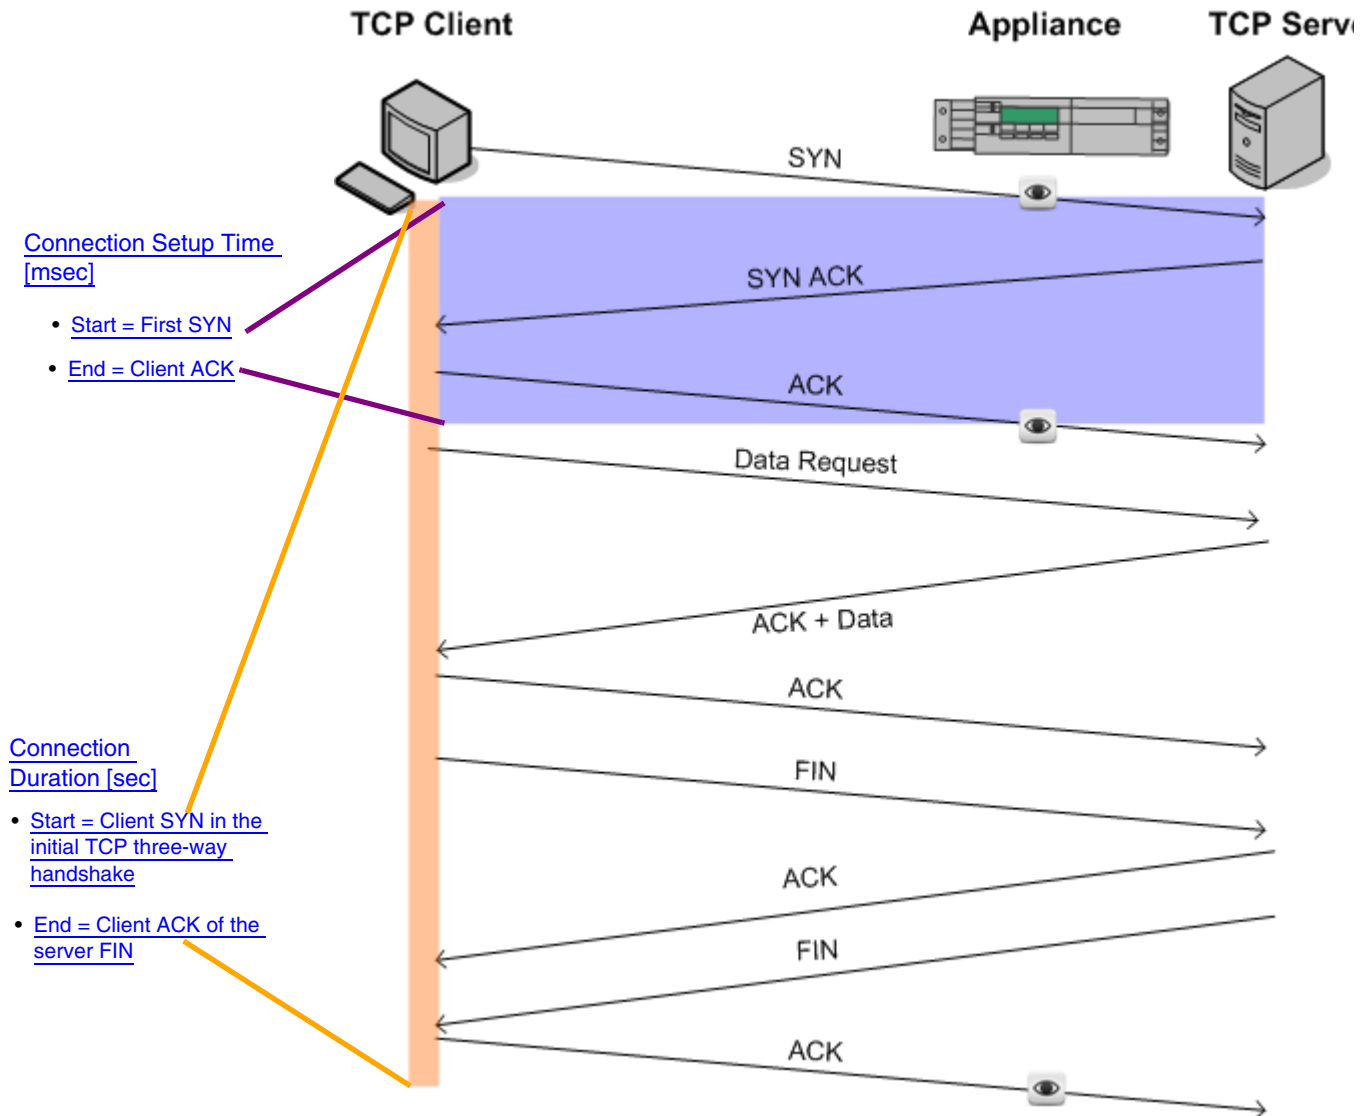 TCP Client
Appliance
TCP Serve
SYN
Connection Setup Time
[msec]
SYN ACK
• Start = First SYN
• End = Client ACK
ACK
Data Request
ACK + Data
ACK
Connection
Duration [sec]
FIN
• Start = Client SYN in the
initial TCP three-way
handshake
ACK
• End = Client ACK of the
server FIN
FIN
ACK